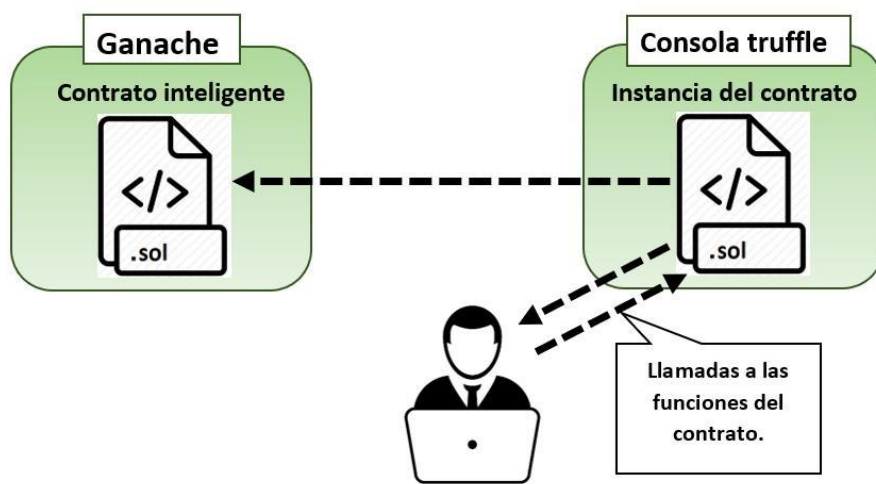 Ganache
Contrato inteligente
</>
.sol
Consola truffle
Instancia del contrato
</>
.sol
Llamadas a las
funciones del
contrato.